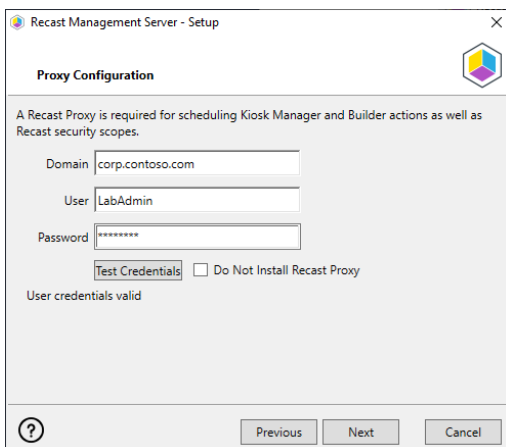 Recast Management Server - Setup
Proxy Configuration
A Recast Proxy is required for scheduling Kiosk Manager and Builder actions as well as
Recast security scopes.
Domain corp.contoso.com
User LabAdmin
Password ********
Test Credentials Do Not Install Recast Proxy
User credentials valid
? Previous Next Cancel